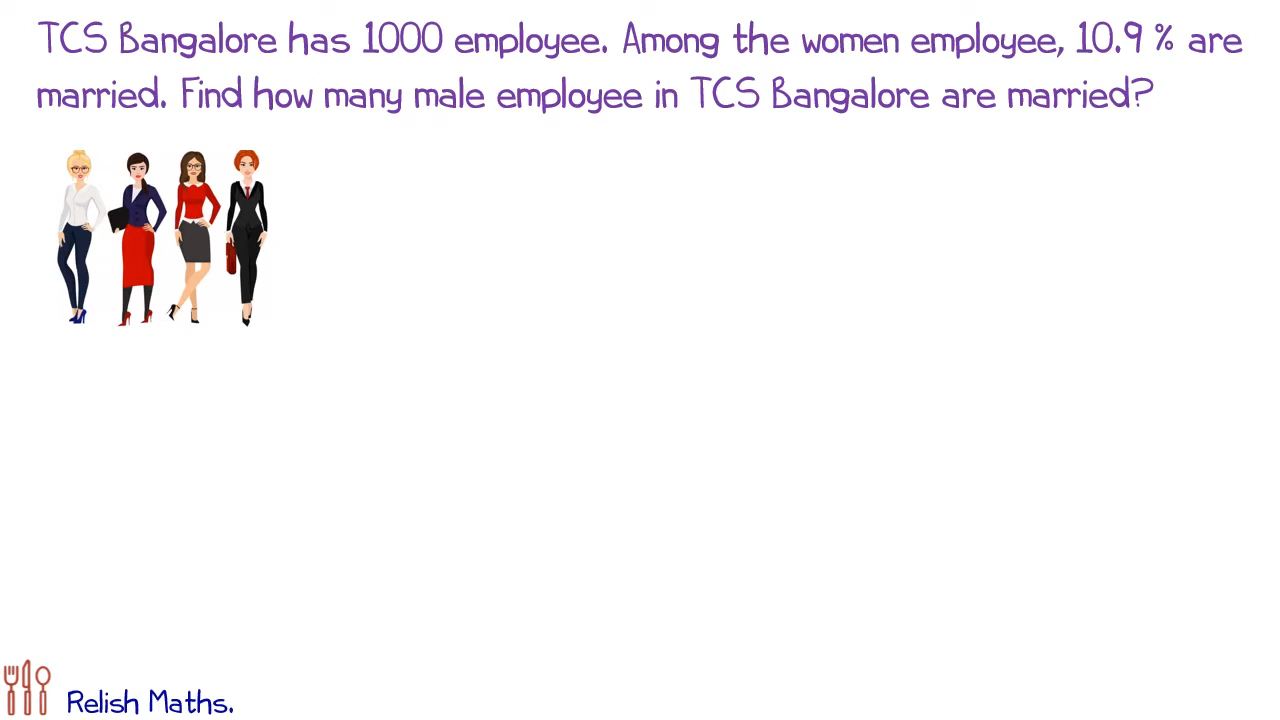 TCS Bangalore has 1000 employee. Among the women employee, 10.9 % are
married. Find how many male employee in TCS Bangalore are married?
Relish Maths.